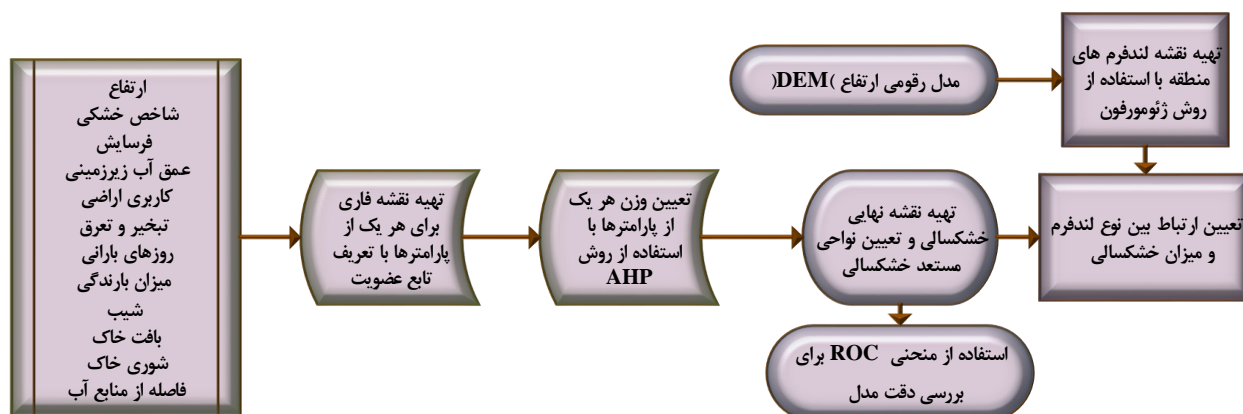 ارتفاع
شاخص خشکی
فرسایش
عمق آب زیرزمینی
کاربری اراضی
تبخیر و تعرق
روزهای بارانی
میزان بارندگی
شیب
بافت خاک
شوری خاک
فاصله از منابع آب
تهیه نقشه فازی
برای هر یک از
پارامترها با تعریف
تابع عضویت
تعیین وزن هر یک
از پارامترها با
استفاده از روش
AHP
تهیه نقشه نهایی
خشکسالی و تعیین نواحی
مستعد خشکسالی
استفاده از منحنی ROC برای
بررسی دقت مدل
مدل رقومی ارتفاع )DEM(
تهیه نقشه لندفرم های
منطقه با استفاده از
روش ژئومورفون
تعیین ارتباط بین نوع لندفرم
و میزان خشکسالی